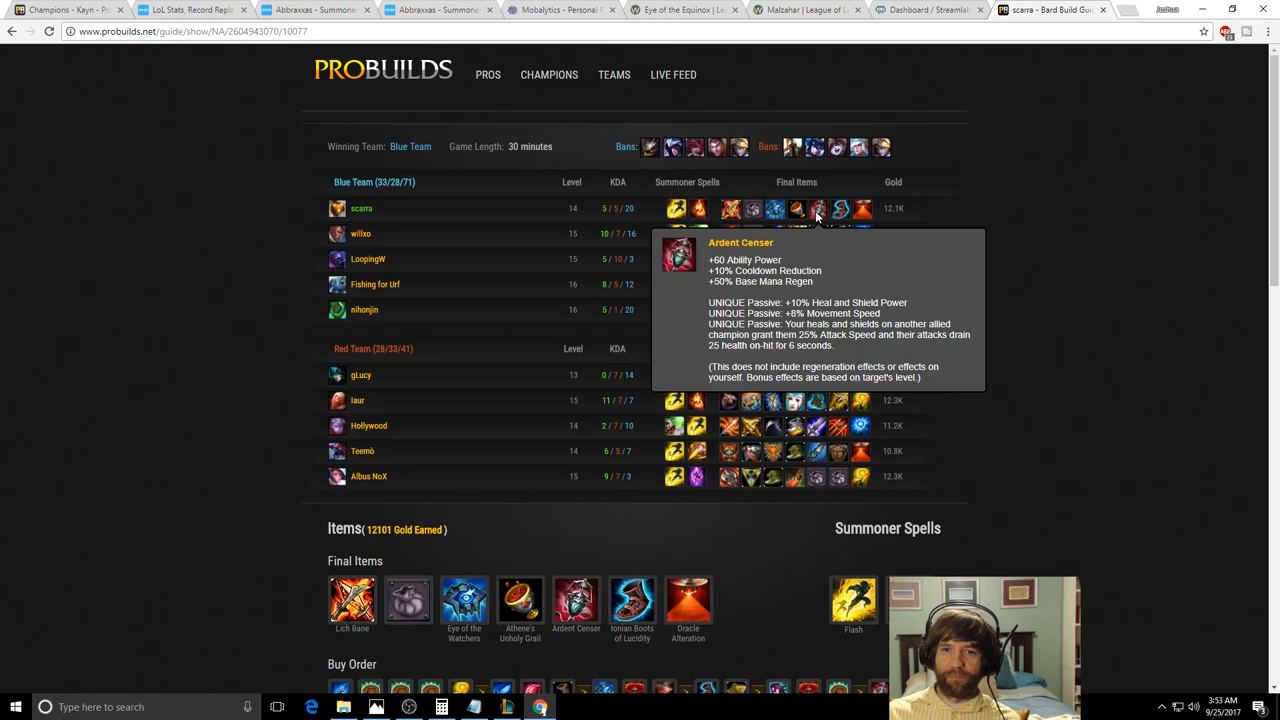 Champions - Kayn - Pro
LoL Stats, Record Repla
Abbraxxas - Summone
Abbraxxas - Summone
Mobalytics - Personal P
Eye of the Equinox | Le
Malzahar | League of L
Dashboard / Streamlab
scarra - Bard Build Gui
Joshua
www.probuilds.net/guide/show/NA/2604943070/10077
PROBUILDS PROS CHAMPIONS TEAMS LIVE FEED
Winning Team: Blue Team Game Length: 30 minutes Bans: Bans:
Blue Team (33/28/71) Level KDA Summoner Spells Final Items Gold
scarra 14 5 / 5 / 20 12.1K
willxo 15 10 / 7 / 16
LoopingW 15 5 / 10 / 3
Fishing for Urf 16 8 / 5 / 12
nihonjin 16 5 / 1 / 20
Ardent Censer
+60 Ability Power
+10% Cooldown Reduction
+50% Base Mana Regen
UNIQUE Passive: +10% Heal and Shield Power
UNIQUE Passive: +8% Movement Speed
UNIQUE Passive: Your heals and shields on another allied
champion grant them 25% Attack Speed and their attacks drain
25 health on-hit for 6 seconds.
(This does not include regeneration effects or effects on
yourself. Bonus effects are based on target's level.)
Red Team (28/33/41) Level KDA
gLucy 13 0 / 7 / 14
Iaur 15 11 / 7 / 7 12.3K
Hollywood 14 2 / 7 / 10 11.2K
Teemò 14 6 / 5 / 7 10.8K
Albus NoX 15 9 / 7 / 3 12.3K
Items( 12101 Gold Earned ) Summoner Spells
Final Items
Lich Bane
Eye of the
Watchers
Athene's
Unholy Grail
Ardent Censer
Ionian Boots
of Lucidity
Oracle
Alteration
Flash
Buy Order
Type here to search
3:53 AM
9/25/2017